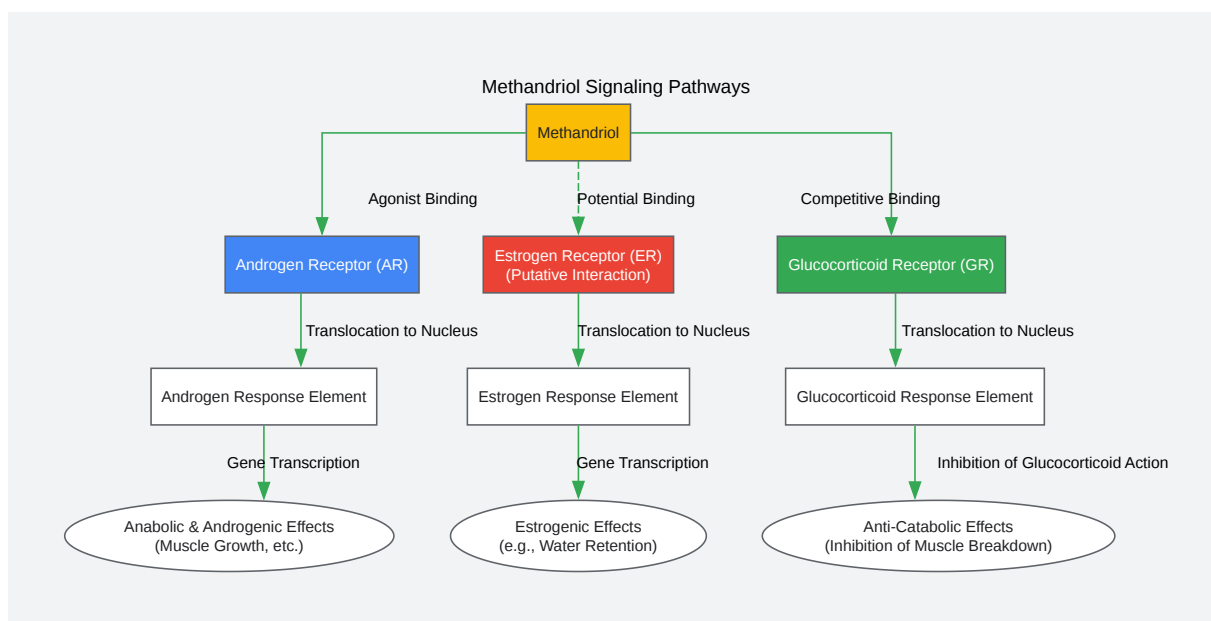 Methandriol Signaling Pathways
Methandriol
Agonist Binding
Potential Binding
Competitive Binding
Androgen Receptor (AR)
Estrogen Receptor (ER)
(Putative Interaction)
Glucocorticoid Receptor (GR)
Translocation to Nucleus
Translocation to Nucleus
Translocation to Nucleus
Androgen Response Element
Estrogen Response Element
Glucocorticoid Response Element
Gene Transcription
Gene Transcription
Inhibition of Glucocorticoid Action
Anabolic & Androgenic Effects
(Muscle Growth, etc.)
Estrogenic Effects
(e.g., Water Retention)
Anti-Catabolic Effects
(Inhibition of Muscle Breakdown)